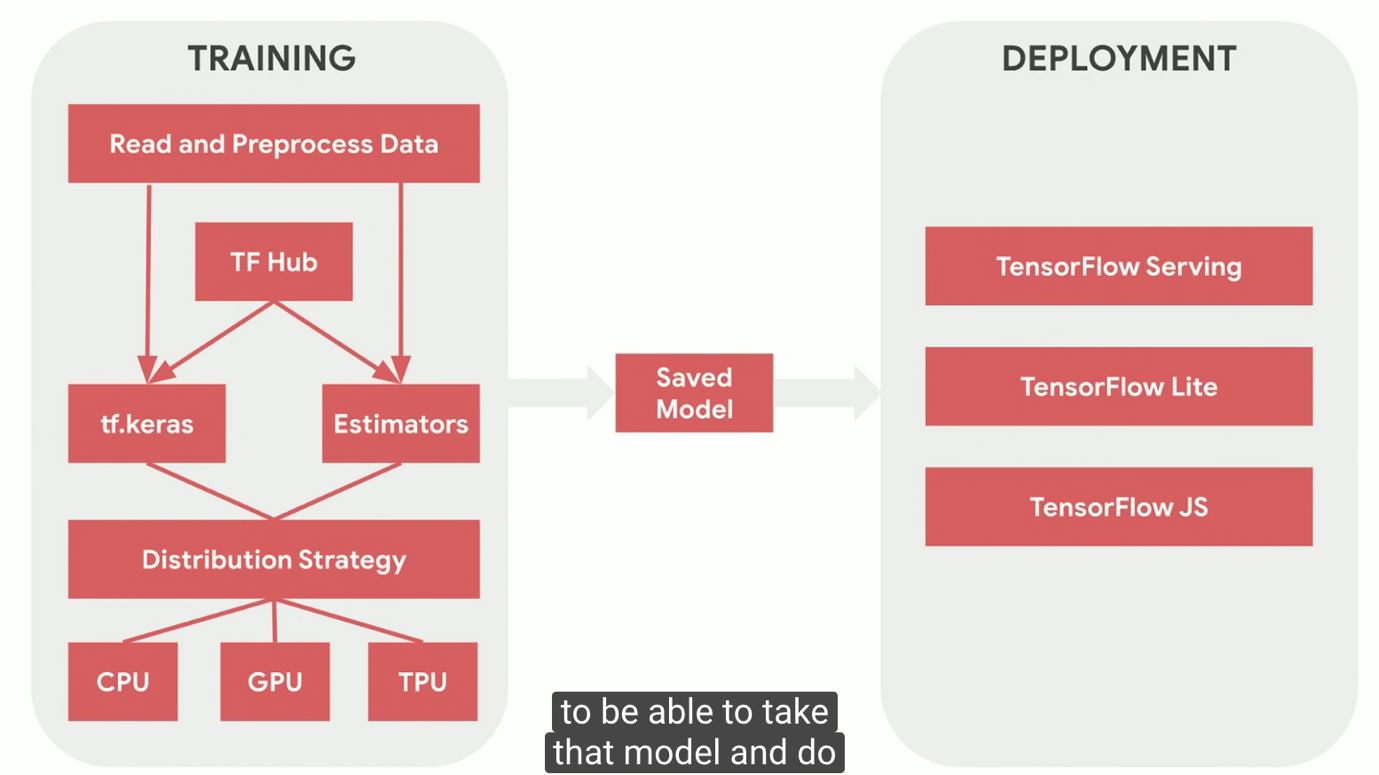 TRAINING
Read and Preprocess Data
TF Hub
tf.keras
Estimators
Distribution Strategy
CPU
GPU
TPU
Saved
Model
DEPLOYMENT
TensorFlow Serving
TensorFlow Lite
TensorFlow JS
to be able to take
that model and do